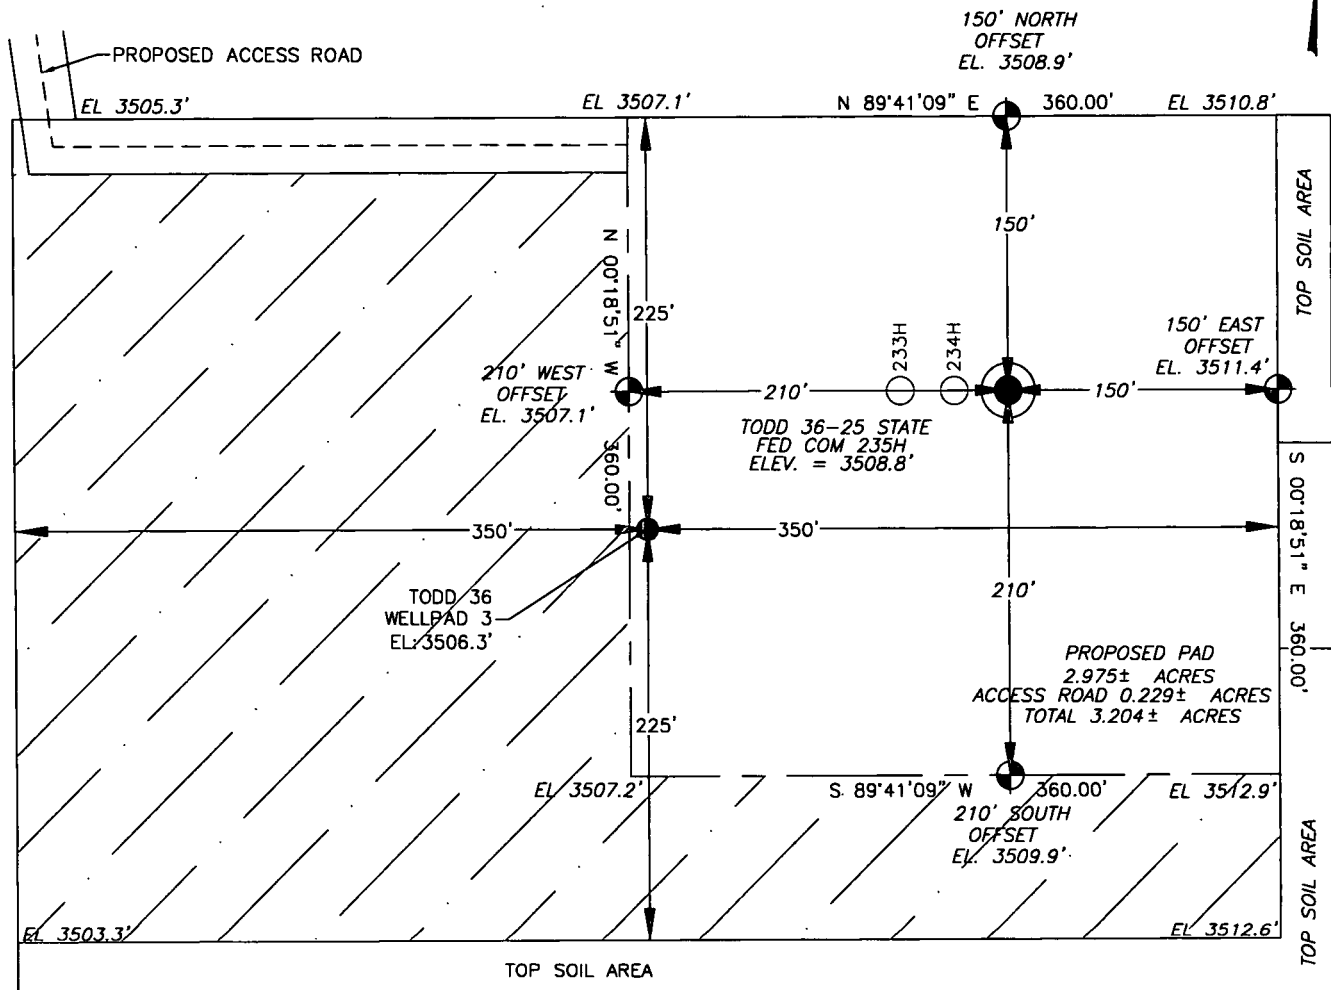 150' NORTH
OFFSET
EL. 3508.9'
PROPOSED ACCESS ROAD
EL 3505.3'
EL 3507.1'
N 89°41'09" E
360.00'
EL 3510.8'
TOP SOIL AREA
150'
N 00°18'51" W
360.00'
225'
233H
234H
150' EAST
OFFSET
EL. 3511.4'
210' WEST
OFFSET
EL. 3507.1'
210'
150'
TODD 36-25 STATE
FED COM 235H
ELEV. = 3508.8'
S 00°18'51" E
360.00'
350'
350'
TODD 36
WELLPAD 3
EL: 3506.3'
210'
PROPOSED PAD
2.975± ACRES
ACCESS ROAD 0.229± ACRES
TOTAL 3.204± ACRES
225'
EL 3507.2'
S 89°41'09" W
360.00'
EL 3512.9'
210' SOUTH
OFFSET
EL. 3509.9'
TOP SOIL AREA
EL 3503.3'
EL 3512.6'
TOP SOIL AREA